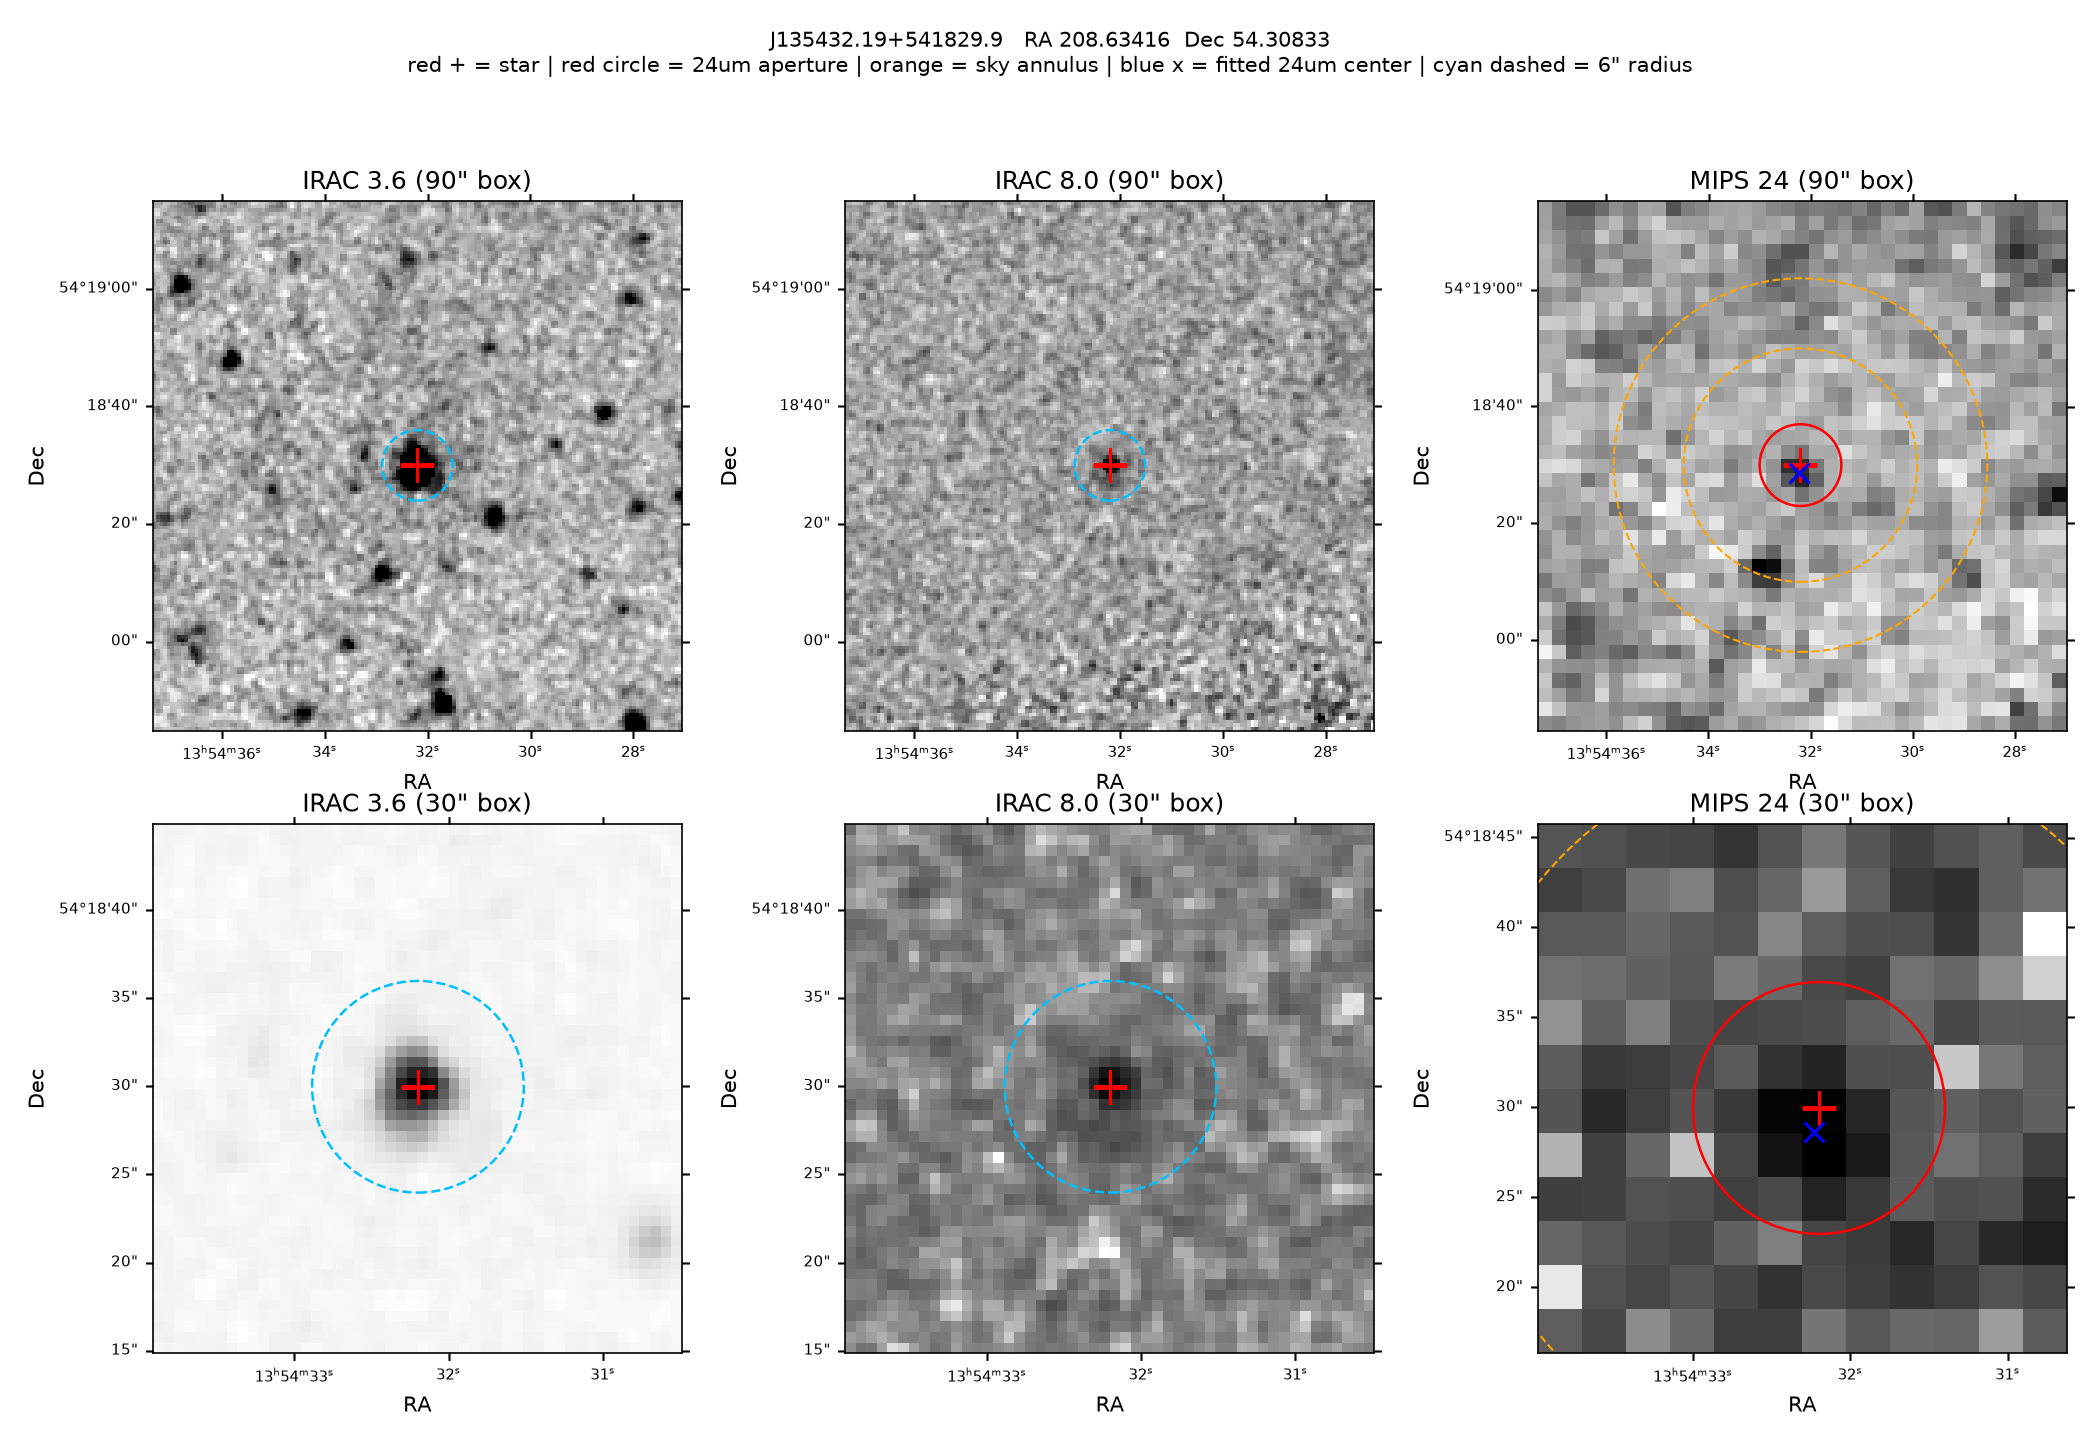 J135432.19+541829.9   RA 208.63416  Dec 54.30833
red + = star | red circle = 24um aperture | orange = sky annulus | blue x = fitted 24um center | cyan dashed = 6" radius
IRAC 3.6 (90" box)
IRAC 8.0 (90" box)
MIPS 24 (90" box)
54°19'00"
18'40"
20"
00"
Dec
13ʰ54ᵐ36ˢ
34ˢ
32ˢ
30ˢ
28ˢ
RA
54°19'00"
18'40"
20"
00"
Dec
13ʰ54ᵐ36ˢ
34ˢ
32ˢ
30ˢ
28ˢ
RA
54°19'00"
18'40"
20"
00"
Dec
13ʰ54ᵐ36ˢ
34ˢ
32ˢ
30ˢ
28ˢ
RA
IRAC 3.6 (30" box)
IRAC 8.0 (30" box)
MIPS 24 (30" box)
54°18'40"
35"
30"
25"
20"
15"
Dec
13ʰ54ᵐ33ˢ
32ˢ
31ˢ
RA
54°18'40"
35"
30"
25"
20"
15"
Dec
13ʰ54ᵐ33ˢ
32ˢ
31ˢ
RA
54°18'45"
40"
35"
30"
25"
20"
Dec
13ʰ54ᵐ33ˢ
32ˢ
31ˢ
RA